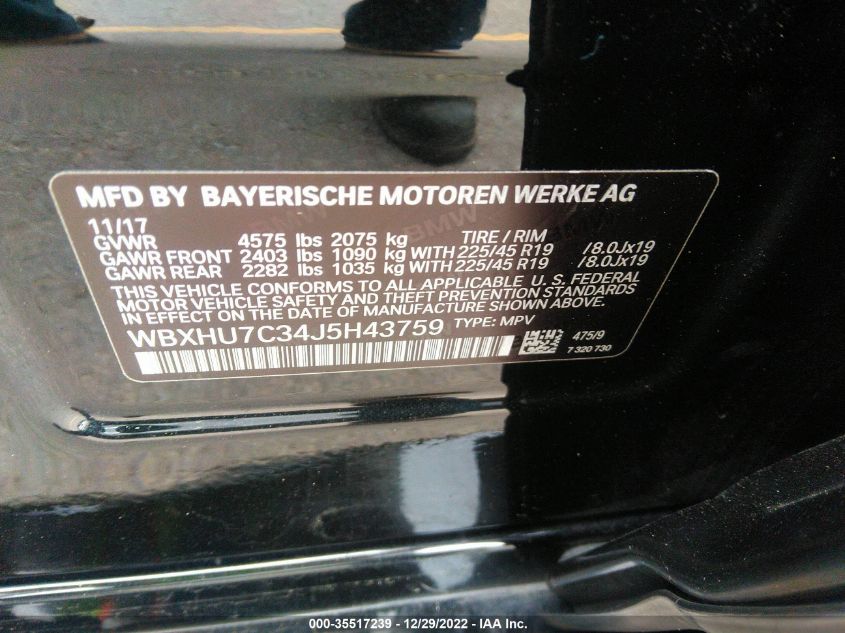 MFD BY BAYERISCHE MOTOREN WERKE AG
11/17
GVWR 4575 lbs 2075 kg TIRE / RIM
GAWR FRONT 2403 lbs 1090 kg WITH 225/45 R19 /8.0Jx19
GAWR REAR 2282 lbs 1035 kg WITH 225/45 R19 /8.0Jx19
THIS VEHICLE CONFORMS TO ALL APPLICABLE U. S. FEDERAL
MOTOR VEHICLE SAFETY AND THEFT PREVENTION STANDARDS
IN EFFECT ON THE DATE OF MANUFACTURE SHOWN ABOVE.
WBXHU7C34J5H43759 TYPE: MPV
475/9
7 320 730
BMW
000-35517239 - 12/29/2022 - IAA Inc.